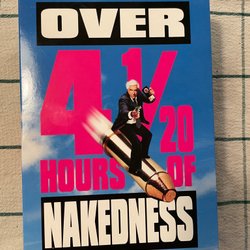 OVER
4 1/20
HOURS OF
NAKEDNESS